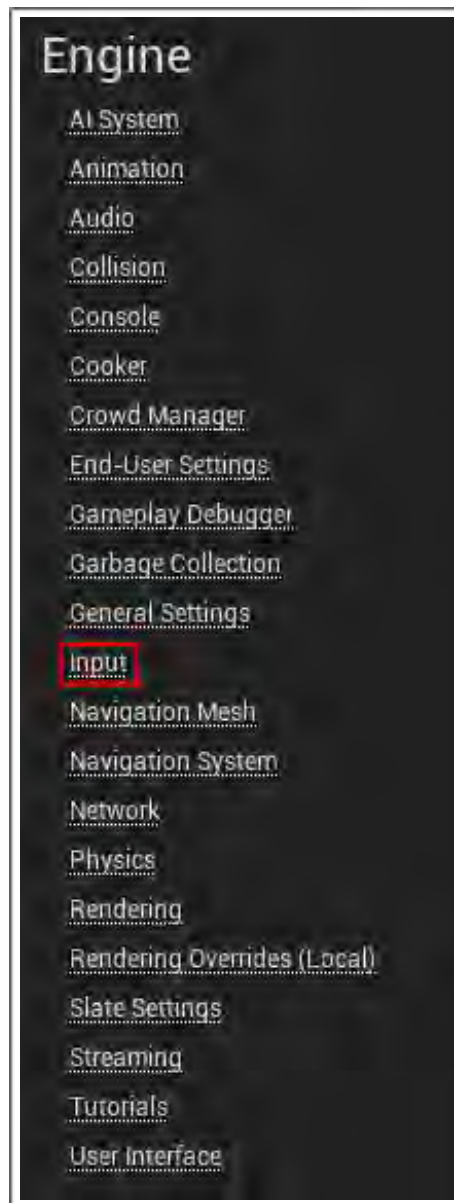 Engine
AI System
Animation
Audio
Collision
Console
Cooker
Crowd Manager
End-User Settings
Gameplay Debugger
Garbage Collection
General Settings
Input
Navigation Mesh
Navigation System
Network
Physics
Rendering
Rendering Overrides (Local)
Slate Settings
Streaming
Tutorials
User Interface